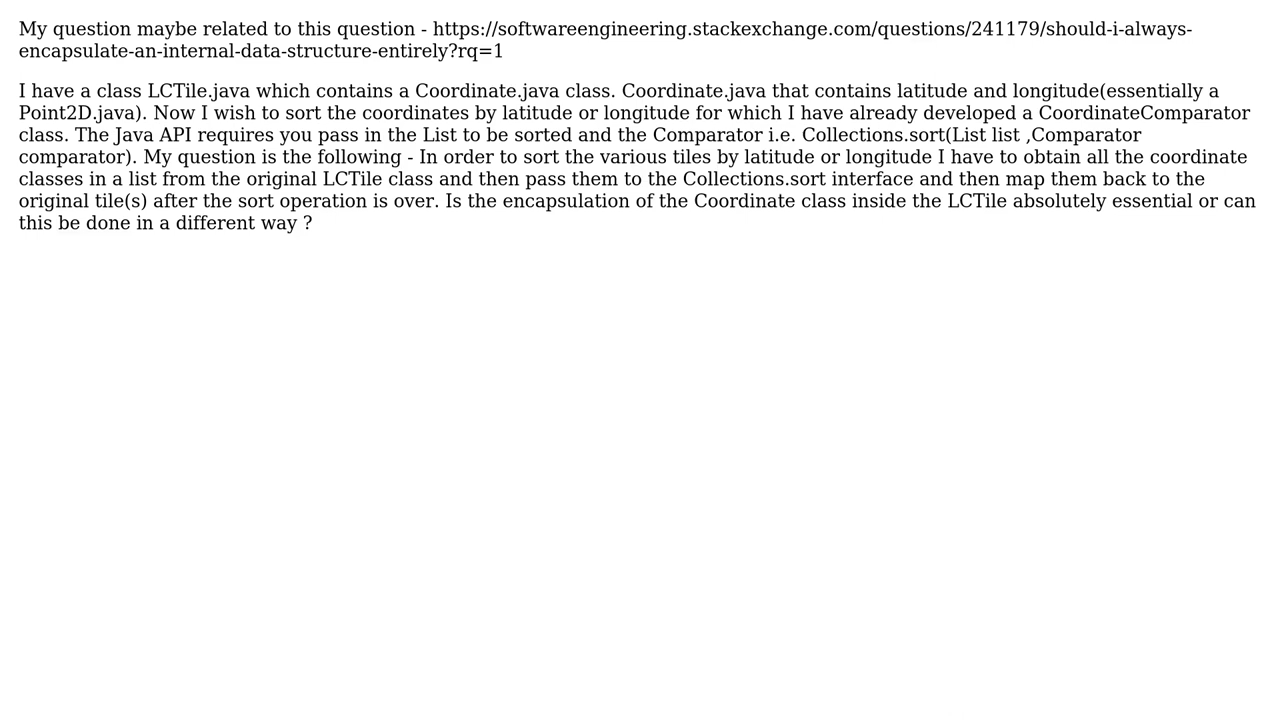 My question maybe related to this question - https://softwareengineering.stackexchange.com/questions/241179/should-i-always-
encapsulate-an-internal-data-structure-entirely?rq=1
I have a class LCTile.java which contains a Coordinate.java class. Coordinate.java that contains latitude and longitude(essentially a
Point2D.java). Now I wish to sort the coordinates by latitude or longitude for which I have already developed a CoordinateComparator
class. The Java API requires you pass in the List to be sorted and the Comparator i.e. Collections.sort(List list ,Comparator
comparator). My question is the following - In order to sort the various tiles by latitude or longitude I have to obtain all the coordinate
classes in a list from the original LCTile class and then pass them to the Collections.sort interface and then map them back to the
original tile(s) after the sort operation is over. Is the encapsulation of the Coordinate class inside the LCTile absolutely essential or can
this be done in a different way ?